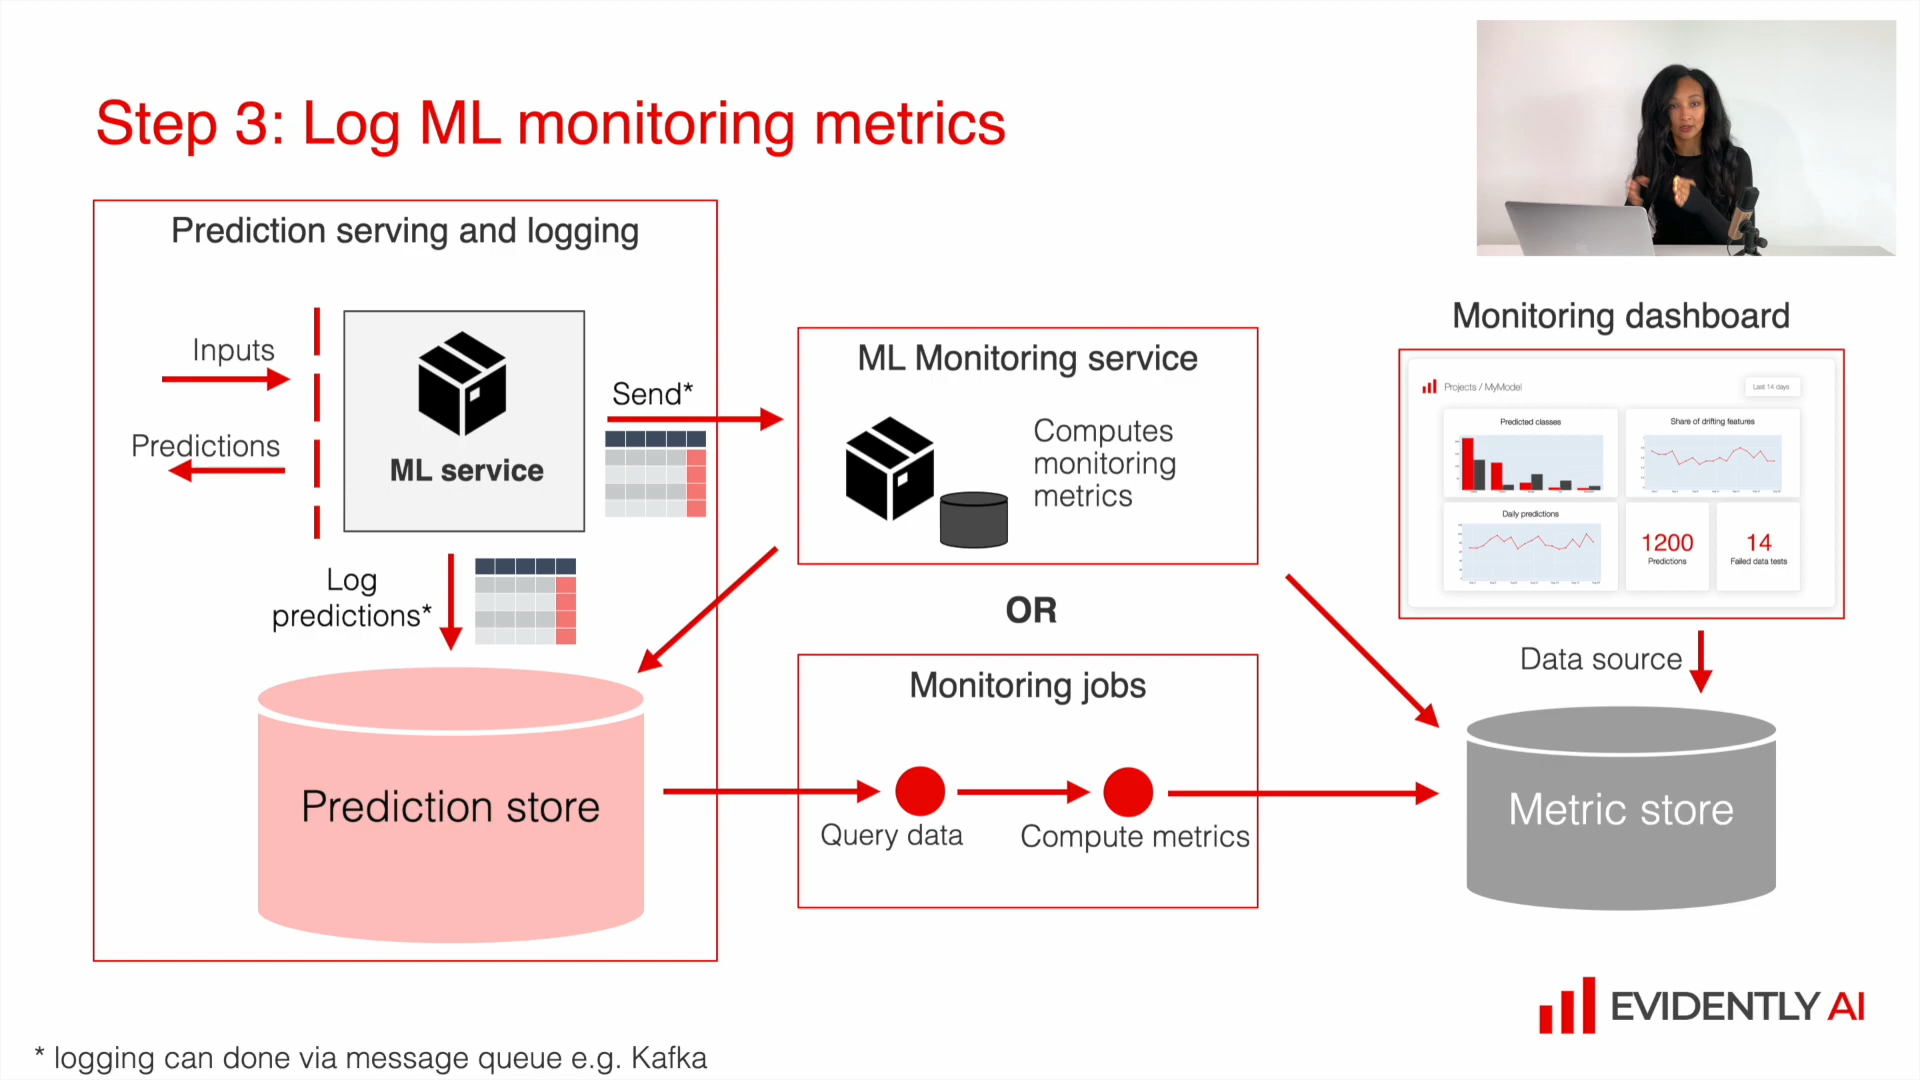 Step 3: Log ML monitoring metrics
Prediction serving and logging
Inputs
Predictions
ML service
Send*
Log
predictions*
Prediction store
ML Monitoring service
Computes
monitoring
metrics
OR
Monitoring jobs
Query data
Compute metrics
Monitoring dashboard
Projects / MyModel
Last 14 days
Predicted classes
Share of drifting features
Daily predictions
1200
Predictions
14
Failed data tests
Data source
Metric store
EVIDENTLY AI
* logging can done via message queue e.g. Kafka